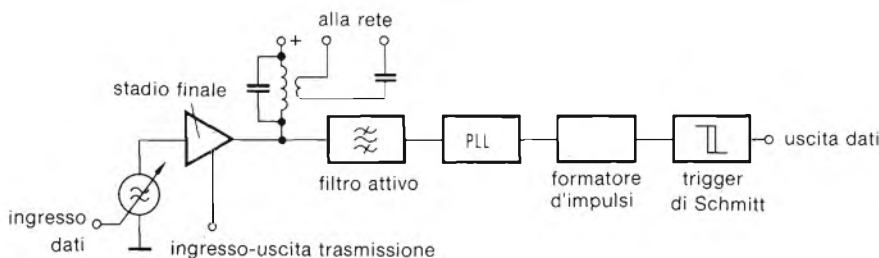 alla rete
+
stadio finale
PLL
uscita dati
filtro attivo
formatore
d'impulsi
trigger
di Schmitt
ingresso
dati
ingresso-uscita trasmissione